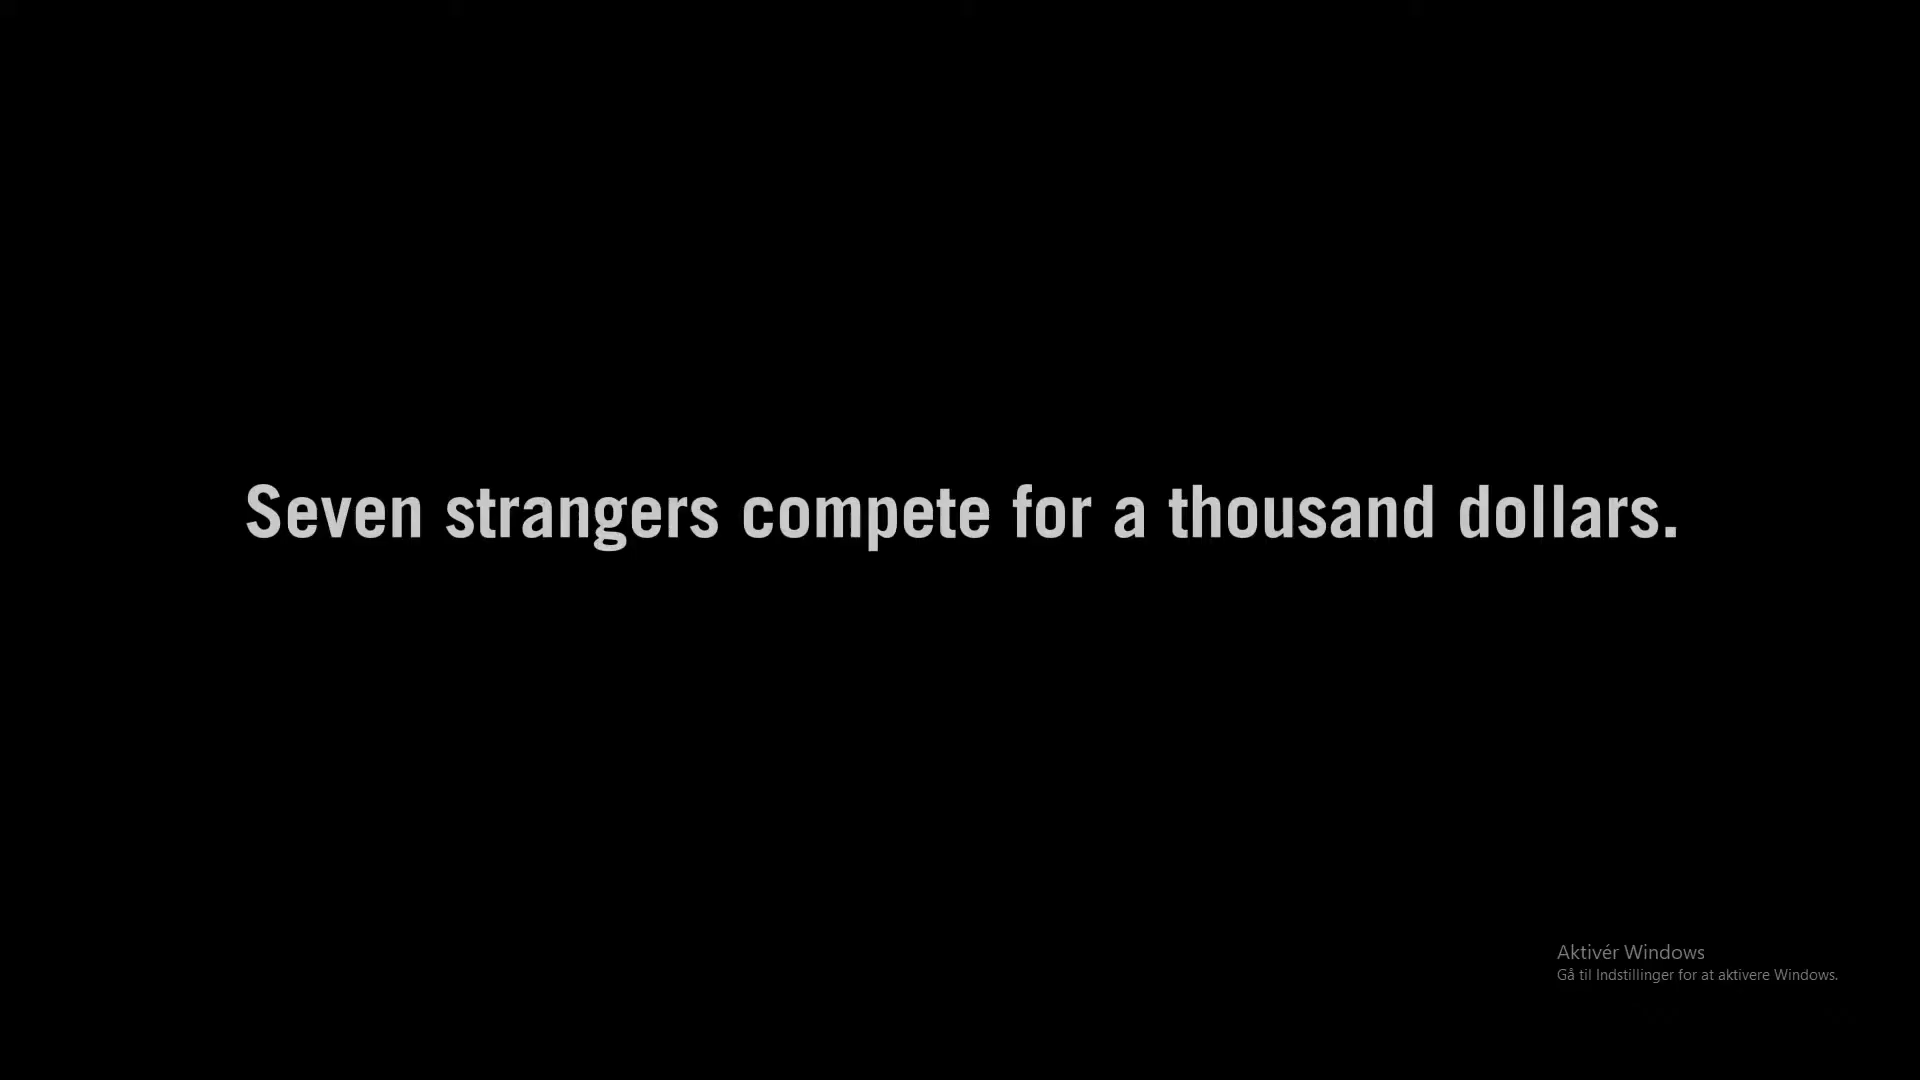 Seven strangers compete for a thousand dollars.
Aktivér Windows
Gå til Indstillinger for at aktivere Windows.